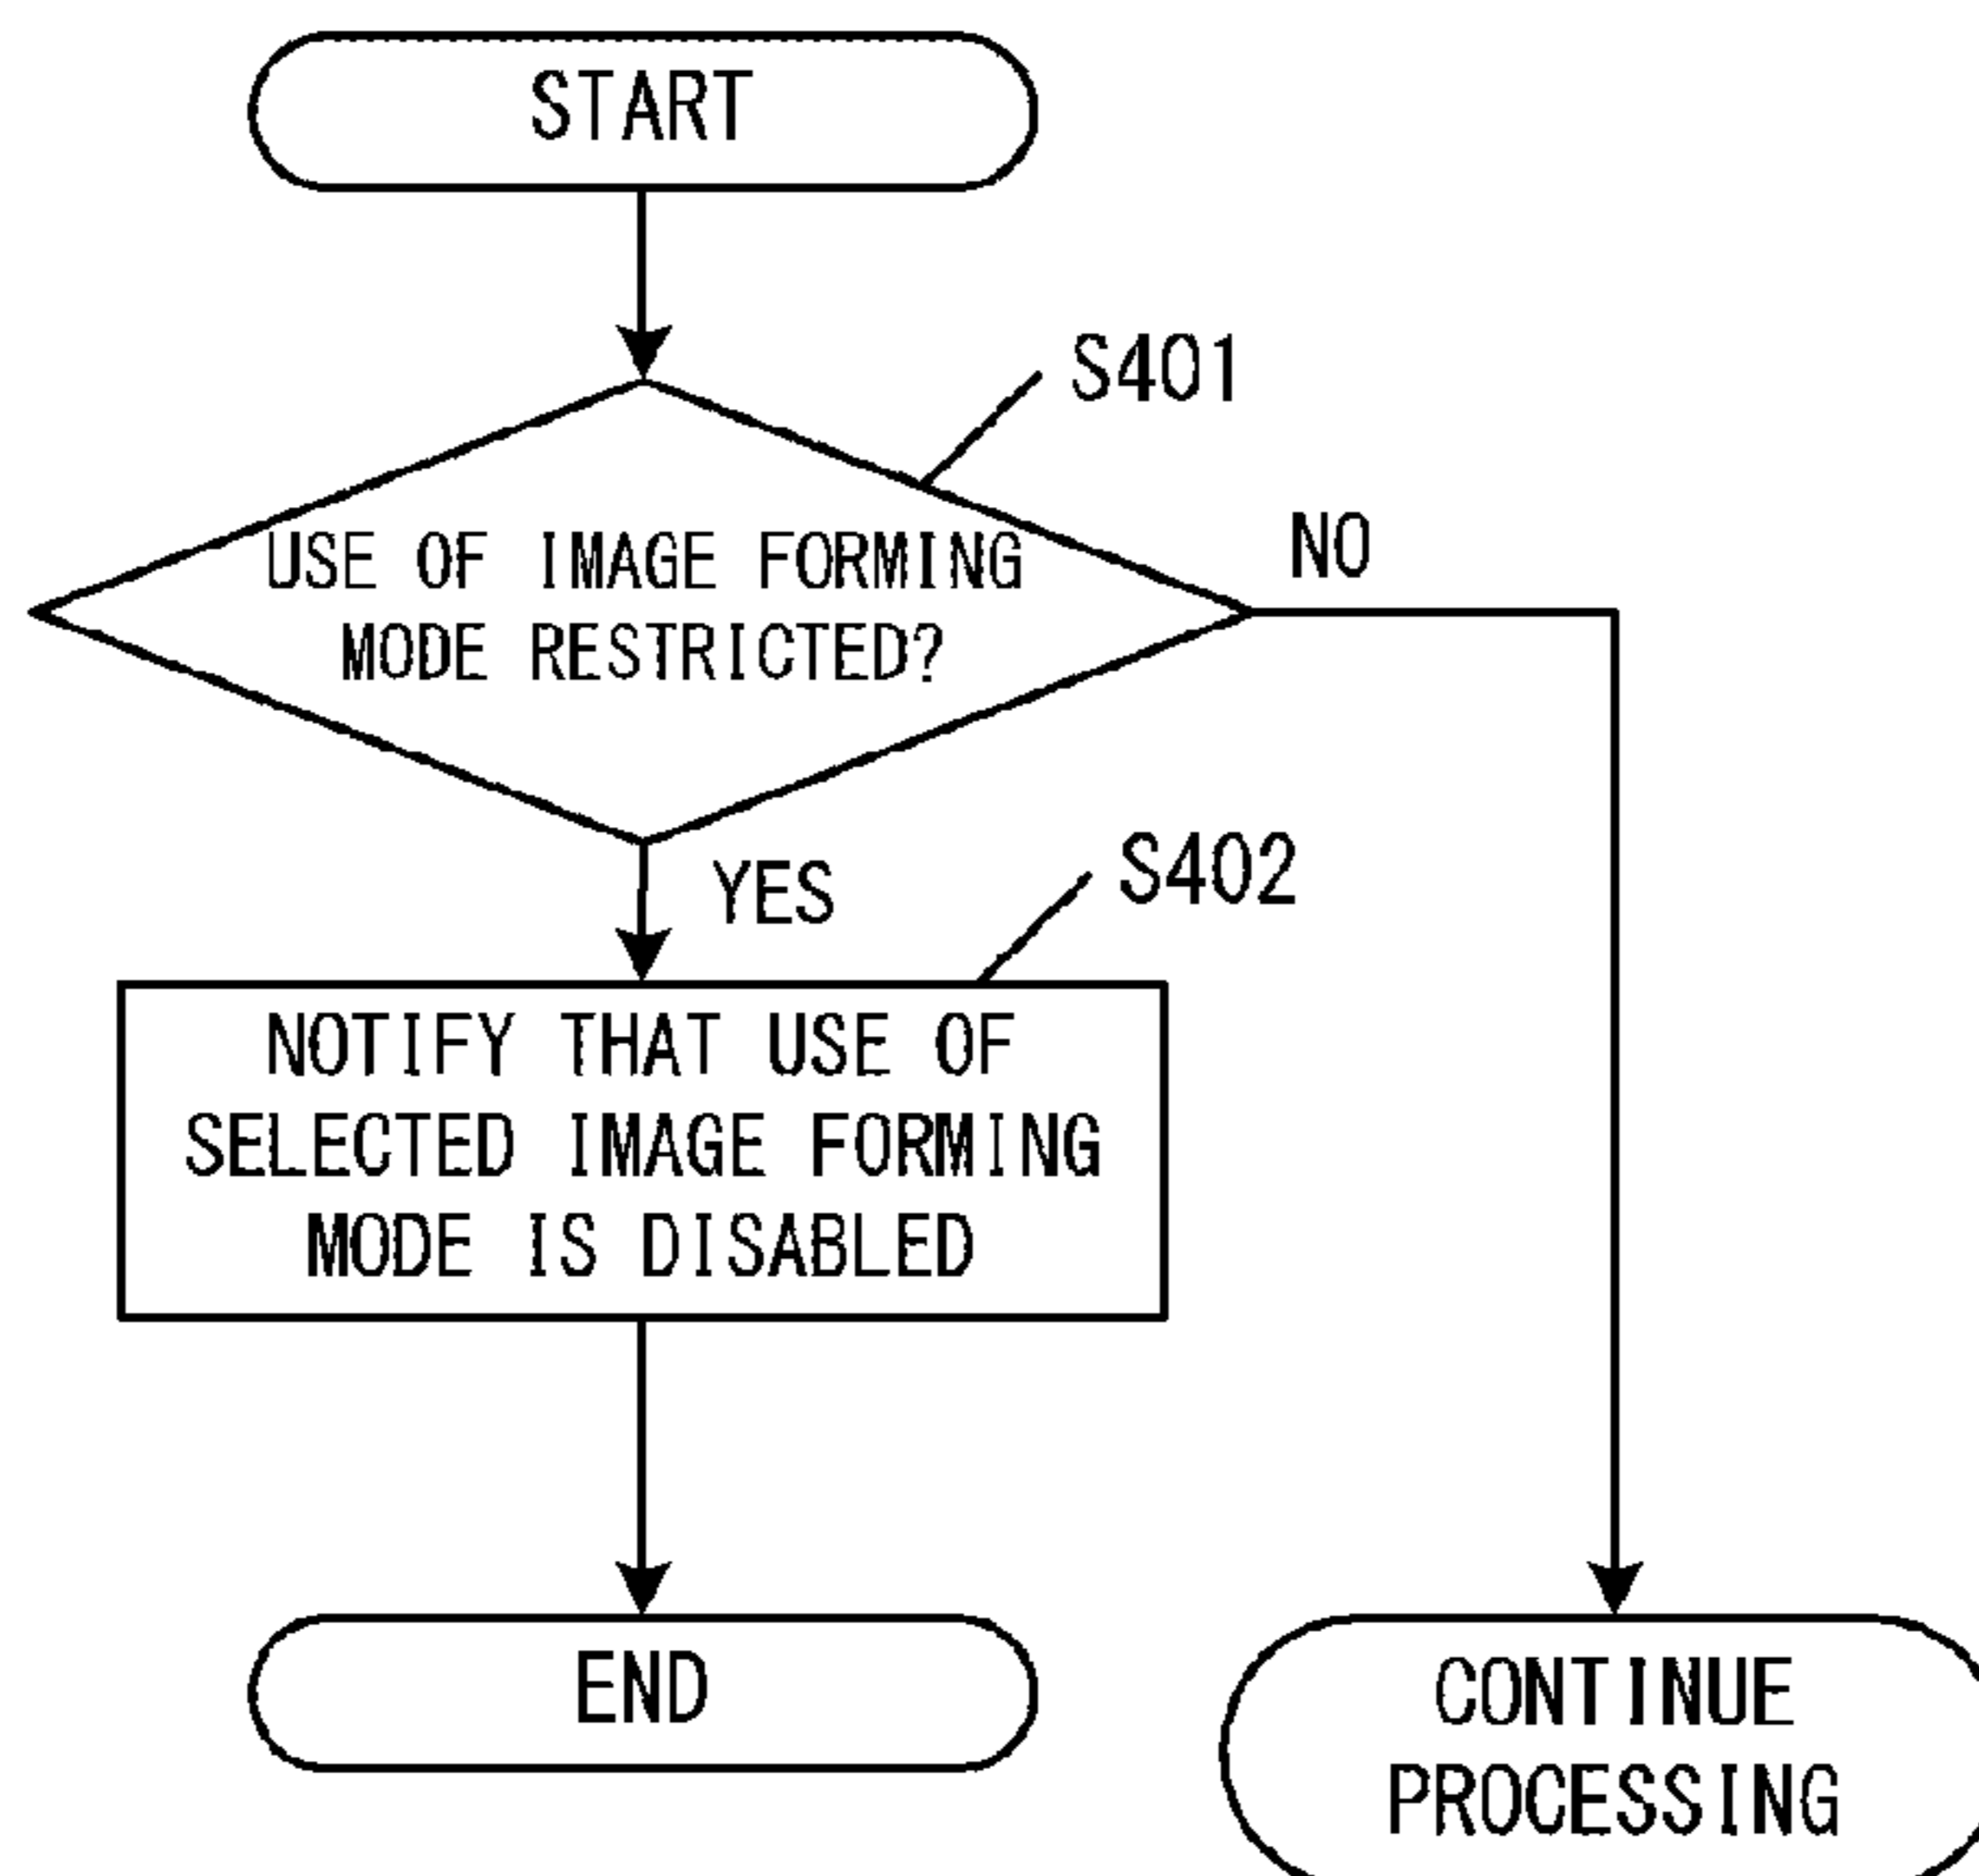 START
S401
USE OF IMAGE FORMING
MODE RESTRICTED?
NO
YES
S402
NOTIFY THAT USE OF
SELECTED IMAGE FORMING
MODE IS DISABLED
END
CONTINUE
PROCESSING